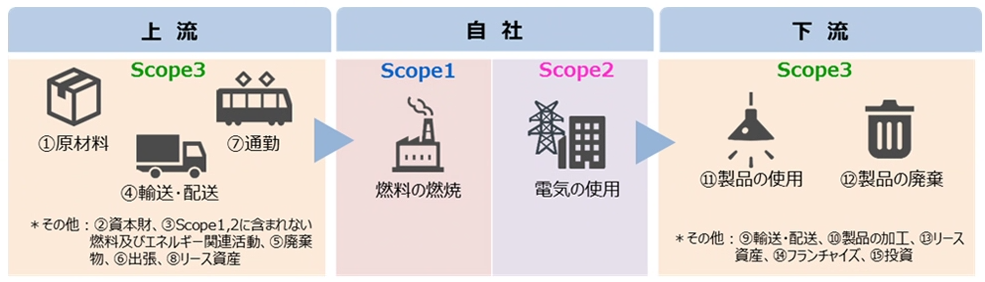 上 流
自 社
下 流
Scope3
①原材料
⑦通勤
④輸送・配送
＊その他：②資本財、③Scope1,2に含まれない
燃料及びエネルギー関連活動、⑤廃棄
物、⑥出張、⑧リース資産
Scope1
燃料の燃焼
Scope2
電気の使用
Scope3
⑪製品の使用
⑫製品の廃棄
＊その他：⑨輸送・配送、⑩製品の加工、⑬リース
資産、⑭フランチャイズ、⑮投資